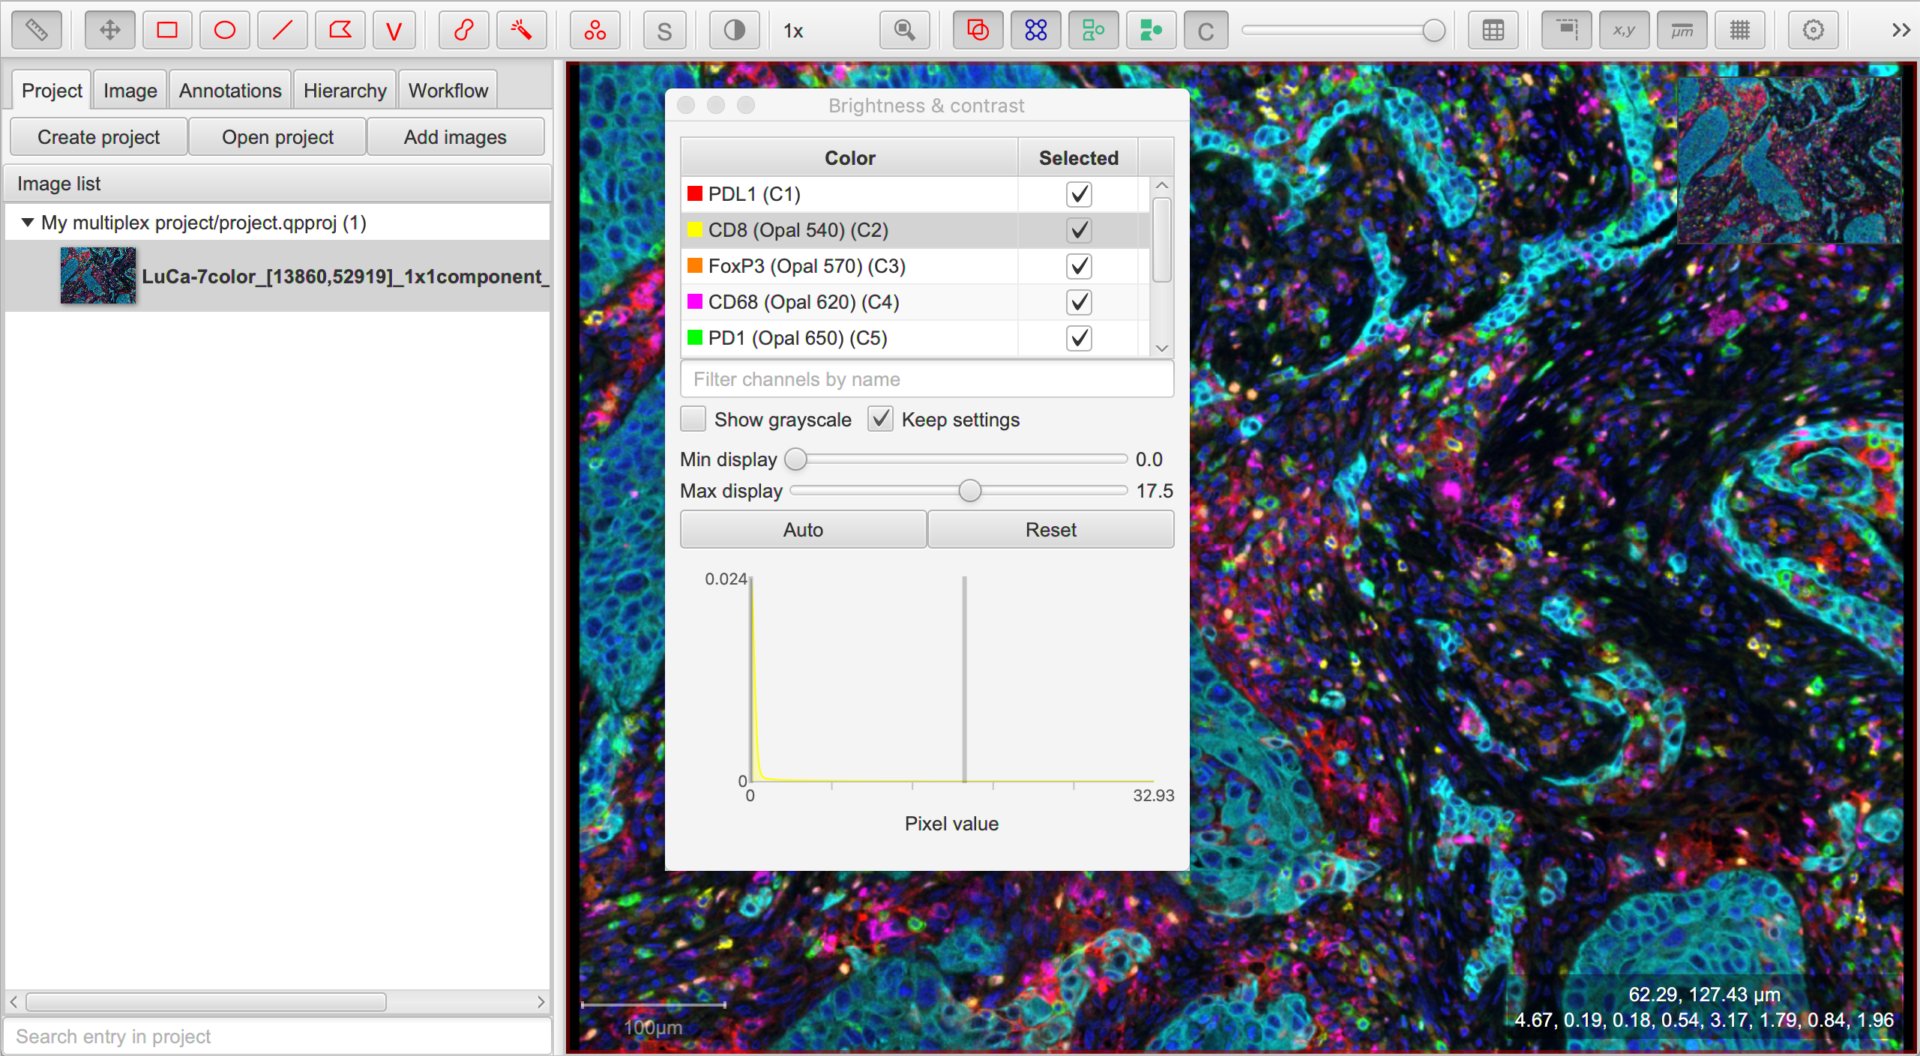 S
1x
C
x,y
µm
V
Project
Image
Annotations
Hierarchy
Workflow
Create project
Open project
Add images
Image list
My multiplex project/project.qpproj (1)
LuCa-7color_[13860,52919]_1x1component_
Search entry in project
Brightness & contrast
Color
Selected
PDL1 (C1)
CD8 (Opal 540) (C2)
FoxP3 (Opal 570) (C3)
CD68 (Opal 620) (C4)
PD1 (Opal 650) (C5)
Filter channels by name
Show grayscale
Keep settings
Min display
0.0
Max display
17.5
Auto
Reset
0.024
0
0
32.93
Pixel value
100µm
62.29, 127.43 µm
4.67, 0.19, 0.18, 0.54, 3.17, 1.79, 0.84, 1.96